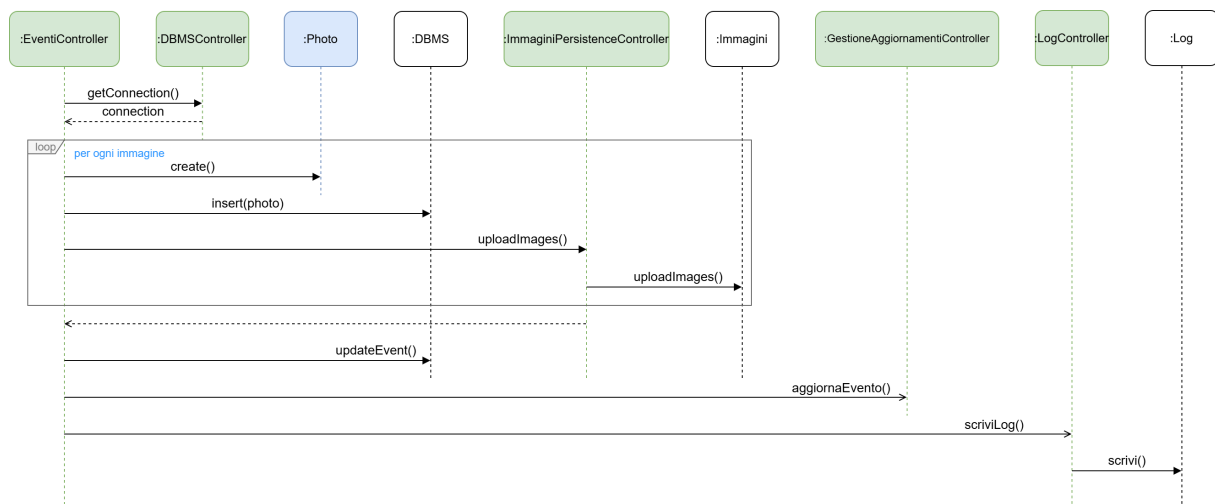 :EventiController
:DBMSController
:Photo
:DBMS
:ImmaginiPersistenceController
:Immagini
:GestioneAggiornamentiController
:LogController
:Log
getConnection()
connection
loop
per ogni immagine
create()
insert(photo)
uploadImages()
uploadImages()
updateEvent()
aggiornaEvento()
scriviLog()
scrivi()